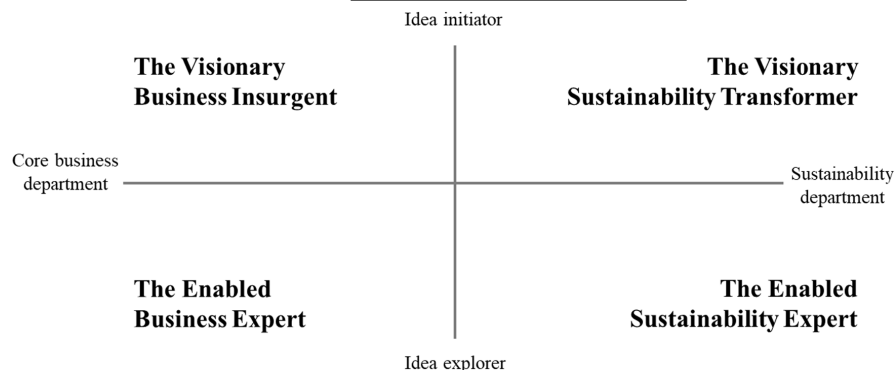 Idea initiator
The Visionary
Business Insurgent
The Visionary
Sustainability Transformer
Core business
department
Sustainability
department
The Enabled
Business Expert
The Enabled
Sustainability Expert
Idea explorer